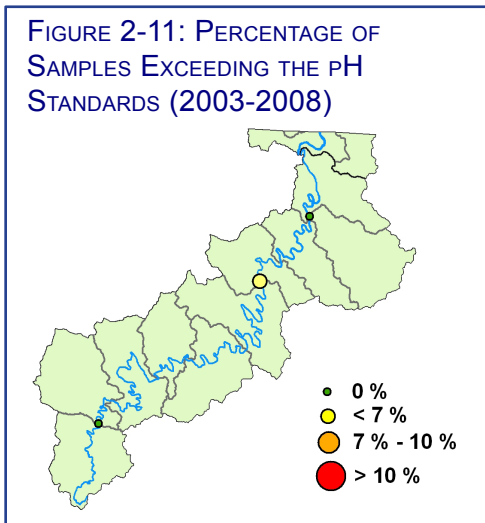 FIGURE 2-11: PERCENTAGE OF
SAMPLES EXCEEDING THE PH
STANDARDS (2003-2008)
0 %
< 7 %
7 % - 10 %
> 10 %